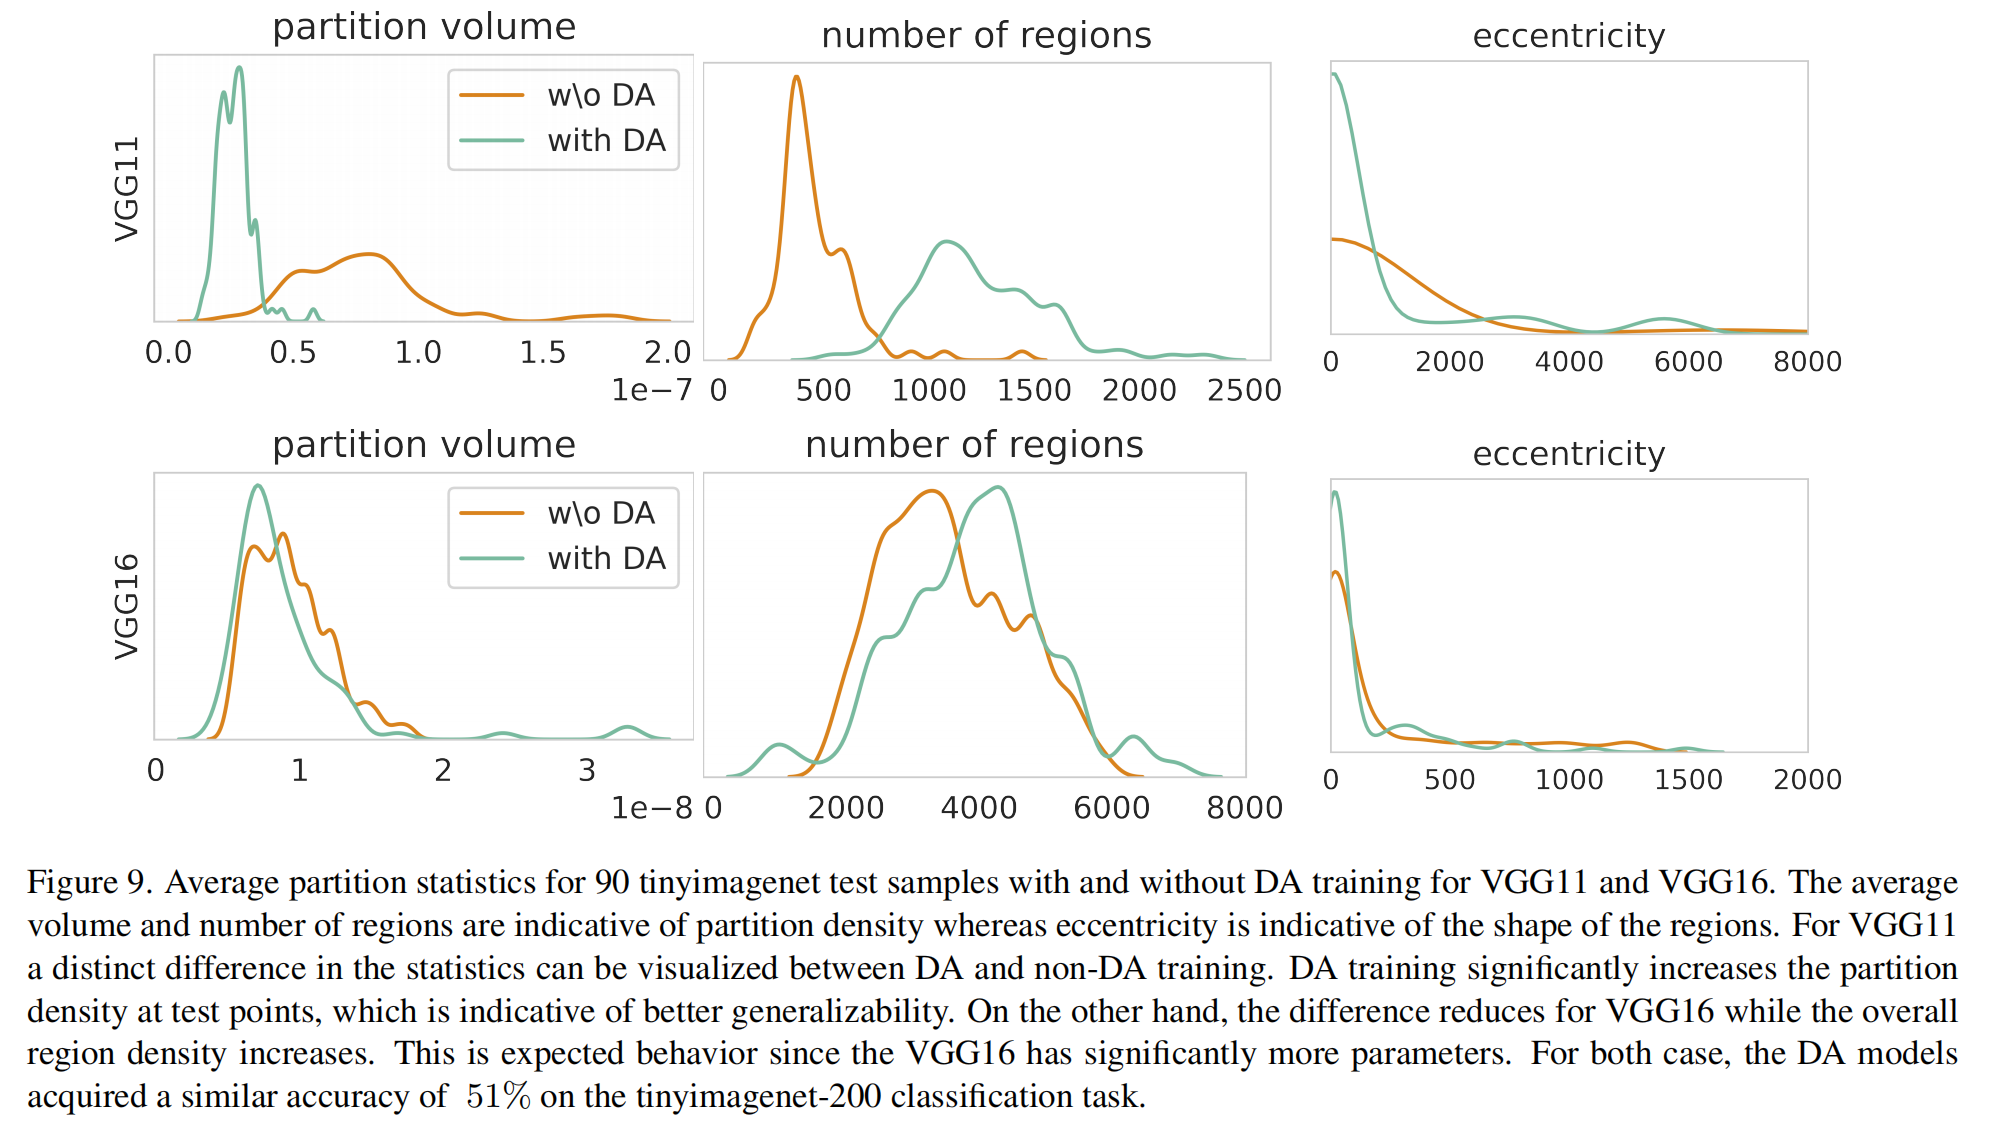 partition volume
number of regions
eccentricity
VGG11
w\o DA
with DA
0.0 0.5 1.0 1.5 2.0
1e−7
0 500 1000 1500 2000 2500
0 2000 4000 6000 8000
partition volume
number of regions
eccentricity
VGG16
w\o DA
with DA
0 1 2 3
1e−8
0 2000 4000 6000 8000
0 500 1000 1500 2000
Figure 9. Average partition statistics for 90 tinyimagenet test samples with and without DA training for VGG11 and VGG16. The average
volume and number of regions are indicative of partition density whereas eccentricity is indicative of the shape of the regions. For VGG11
a distinct difference in the statistics can be visualized between DA and non-DA training. DA training significantly increases the partition
density at test points, which is indicative of better generalizability. On the other hand, the difference reduces for VGG16 while the overall
region density increases. This is expected behavior since the VGG16 has significantly more parameters. For both case, the DA models
acquired a similar accuracy of 51% on the tinyimagenet-200 classification task.